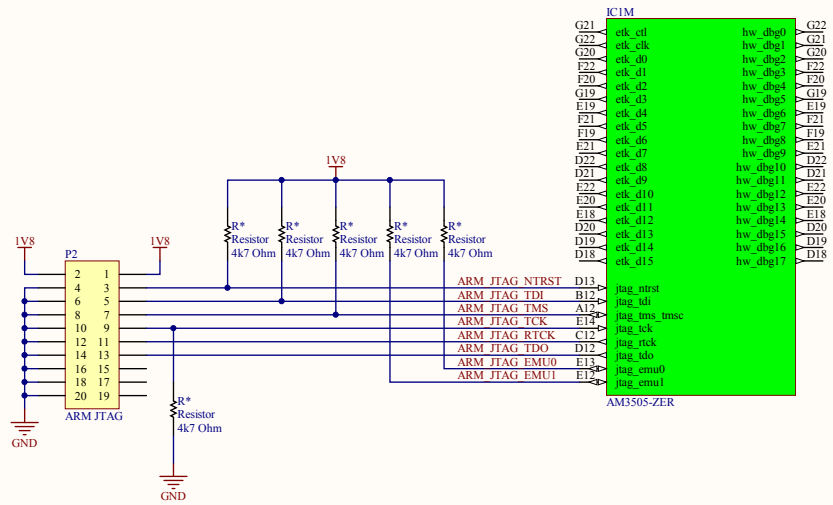 IC1M
G21 etk_ctl hw_dbg0 G22
G22 etk_clk hw_dbg1 G21
G20 etk_d0 hw_dbg2 G20
F22 etk_d1 hw_dbg3 F22
F20 etk_d2 hw_dbg4 F20
G19 etk_d3 hw_dbg5 G19
E19 etk_d4 hw_dbg6 E19
F21 etk_d5 hw_dbg7 F21
F19 etk_d6 hw_dbg8 F19
E21 etk_d7 hw_dbg9 E21
D22 etk_d8 hw_dbg10 D22
D21 etk_d9 hw_dbg11 D21
E22 etk_d10 hw_dbg12 E22
E20 etk_d11 hw_dbg13 E20
E18 etk_d12 hw_dbg14 E18
D20 etk_d13 hw_dbg15 D20
D19 etk_d14 hw_dbg16 D19
D18 etk_d15 hw_dbg17 D18
1V8
R* R* R* R* R*
Resistor Resistor Resistor Resistor Resistor
4k7 Ohm 4k7 Ohm 4k7 Ohm 4k7 Ohm 4k7 Ohm
1V8 P2 1V8
2 1
4 3
6 5
8 7
10 9
12 11
14 13
16 15
18 17
20 19
ARM JTAG
GND
ARM_JTAG_NTRST D13 jtag_ntrst
ARM_JTAG_TDI B12 jtag_tdi
ARM_JTAG_TMS A12 jtag_tms_tmsc
ARM_JTAG_TCK E14 jtag_tck
ARM_JTAG_RTCK C12 jtag_rtck
ARM_JTAG_TDO D12 jtag_tdo
ARM_JTAG_EMU0 E13 jtag_emu0
ARM_JTAG_EMU1 E12 jtag_emu1
AM3505-ZER
R*
Resistor
4k7 Ohm
GND